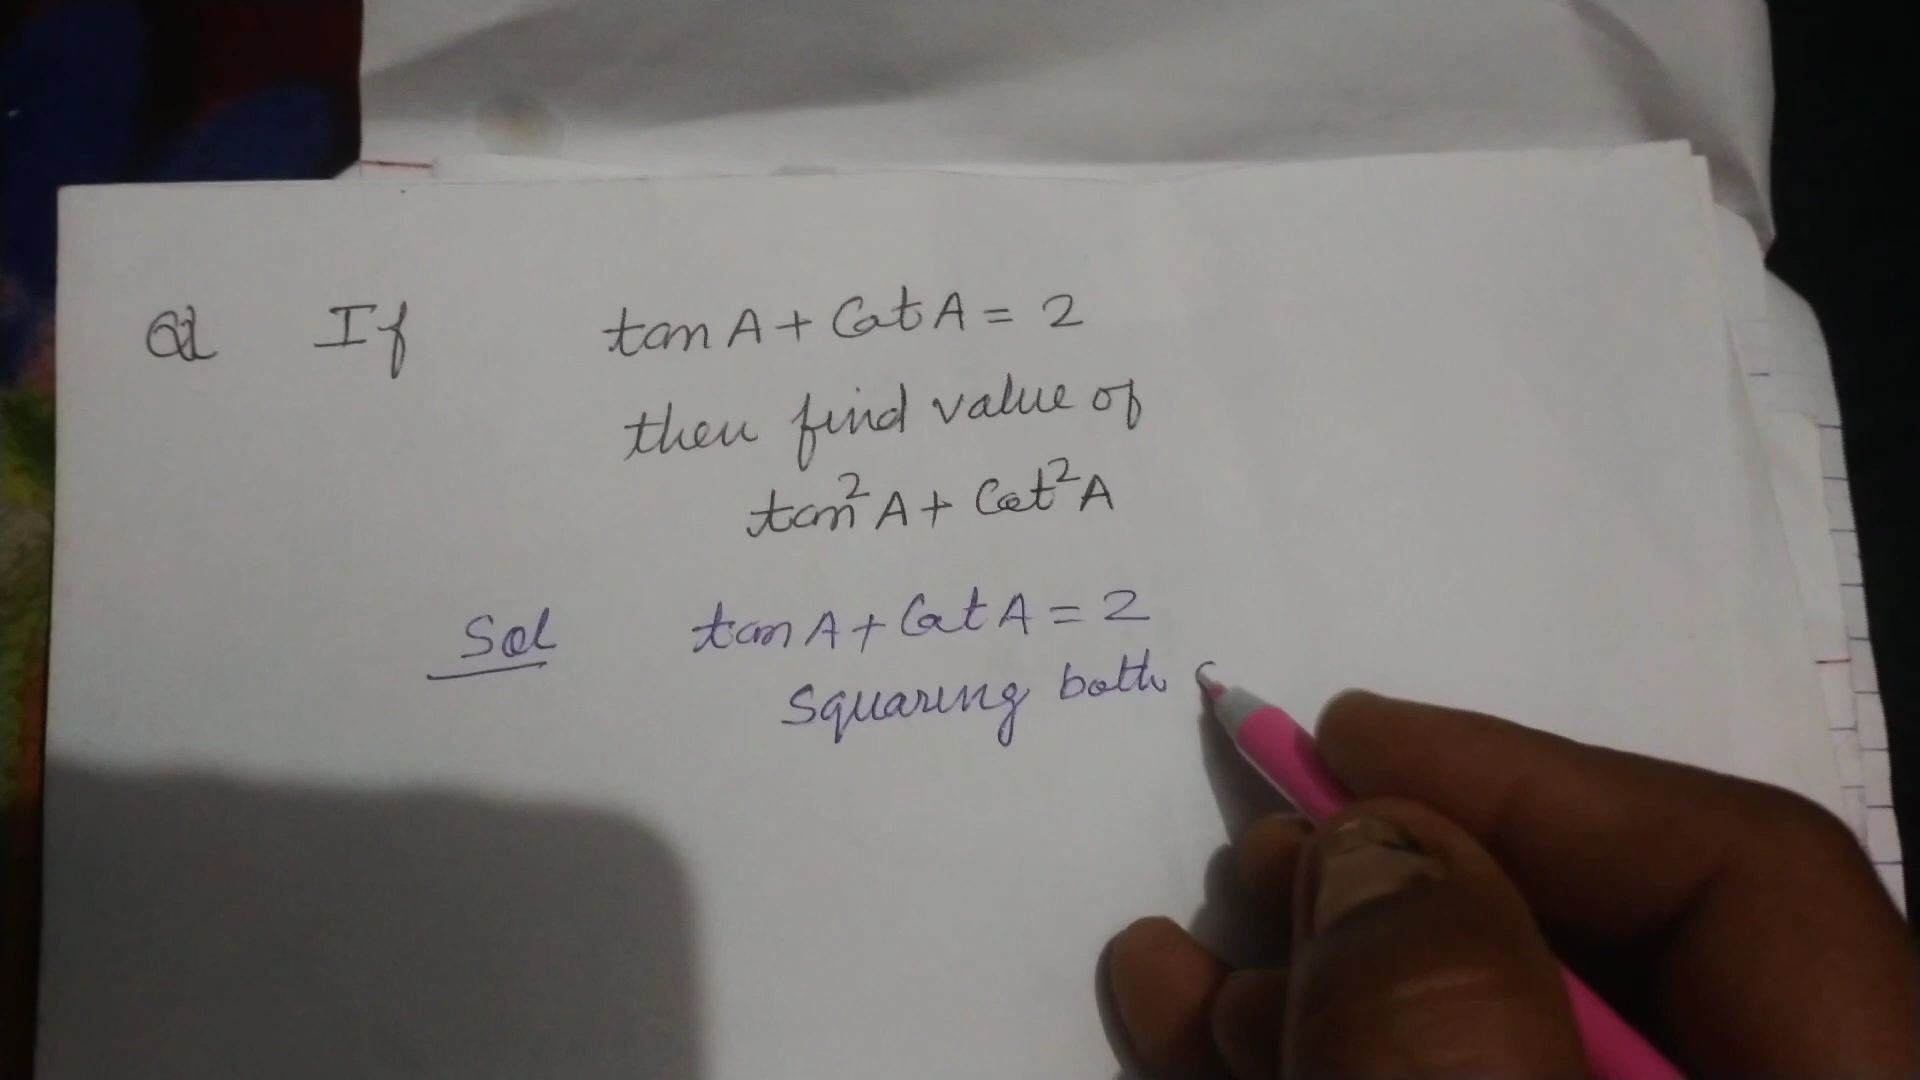 Q1 If tan A + Cot A = 2
then find value of
tan² A + Cot² A
Sol tan A + Cot A = 2
Squaring both